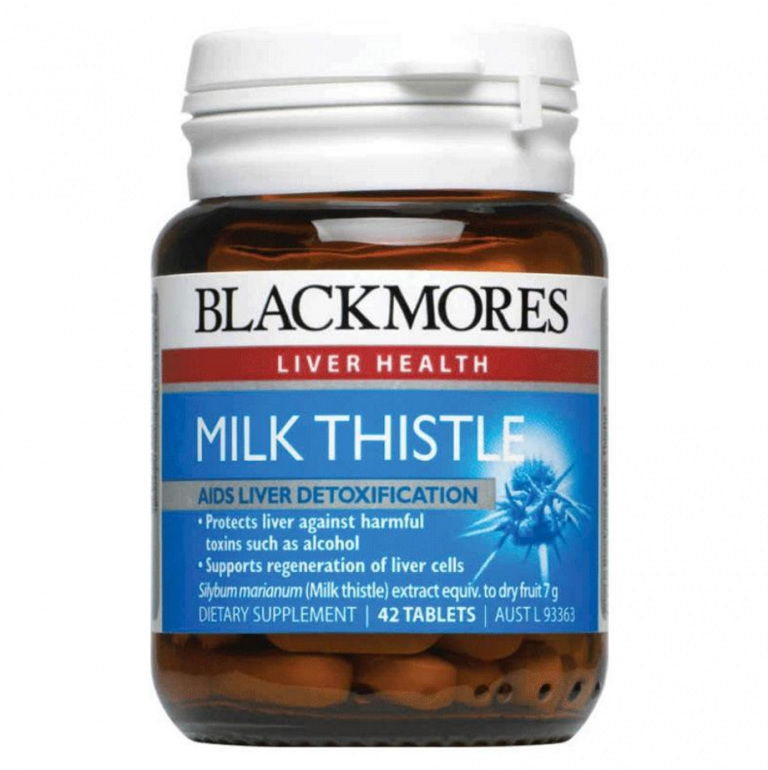 BLACKMORES
LIVER HEALTH
MILK THISTLE
AIDS LIVER DETOXIFICATION
• Protects liver against harmful
toxins such as alcohol
• Supports regeneration of liver cells
Silybum marianum (Milk thistle) extract equiv. to dry fruit 7 g
DIETARY SUPPLEMENT | 42 TABLETS | AUST L 93363